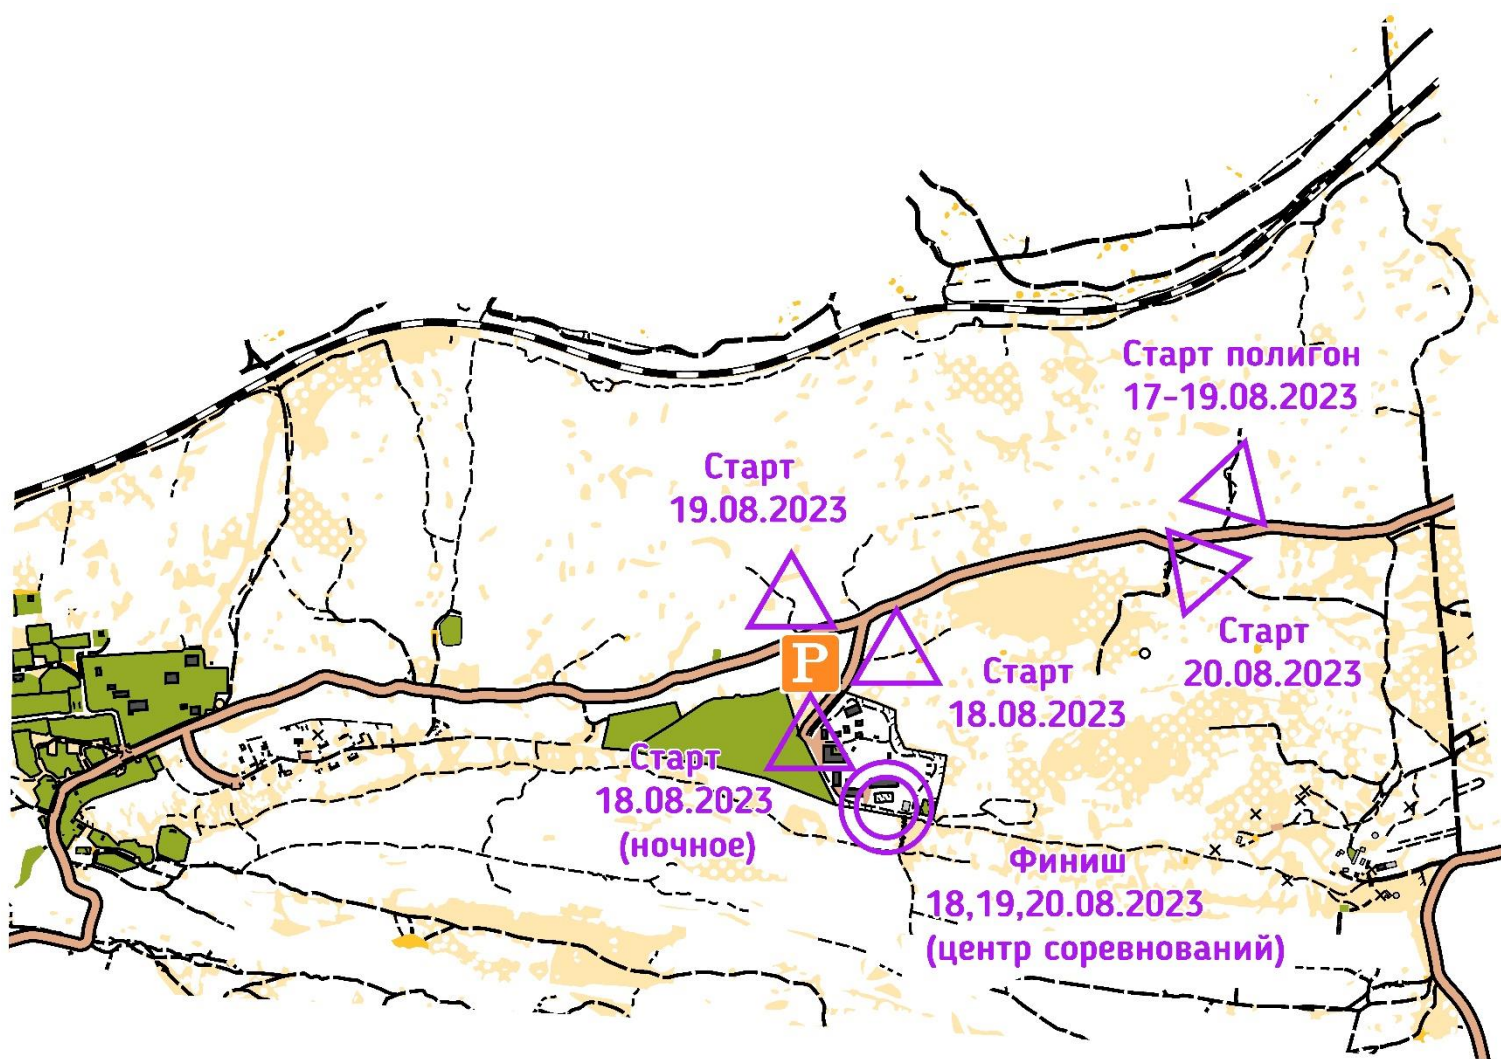 Старт полигон
17-19.08.2023
Старт
19.08.2023
P
Старт
20.08.2023
Старт
18.08.2023
Старт
18.08.2023
(ночное)
Финиш
18,19,20.08.2023
(центр соревнований)